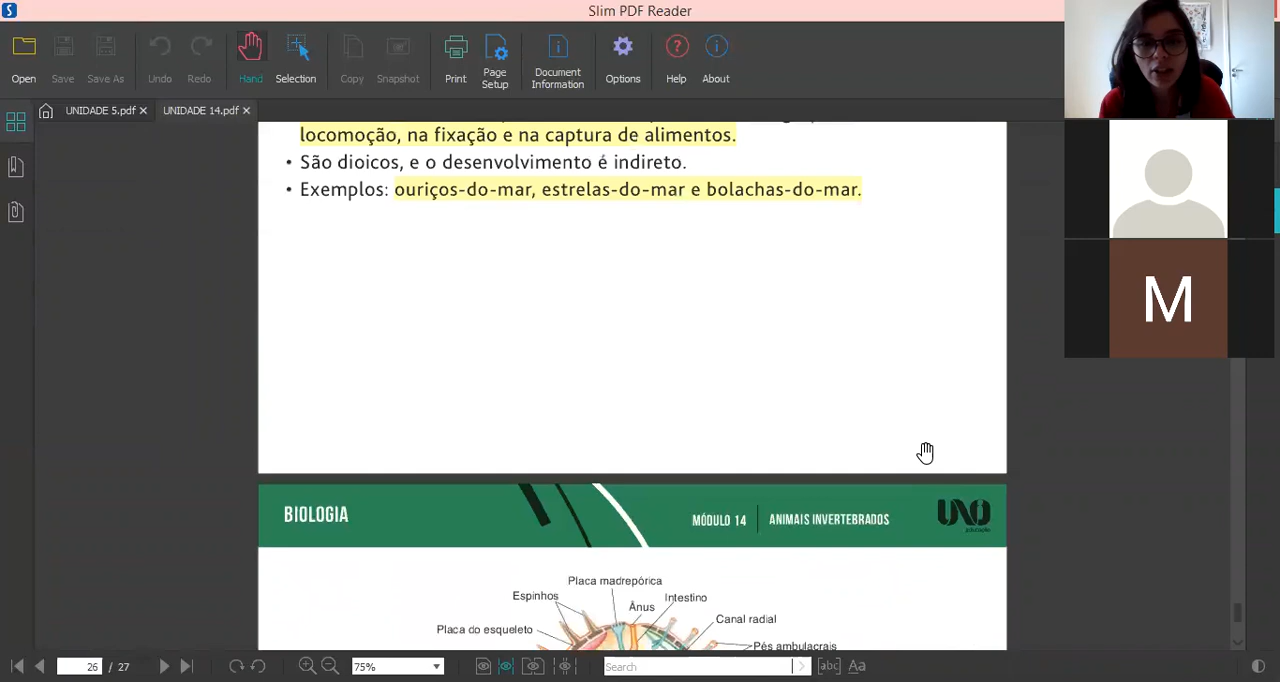 Slim PDF Reader
Open
Save
Save As
Undo
Redo
Hand
Selection
Copy
Snapshot
Print
Page Setup
Document Information
Options
Help
About
UNIDADE 5.pdf
UNIDADE 14.pdf
locomoção, na fixação e na captura de alimentos.
• São dioicos, e o desenvolvimento é indireto.
• Exemplos: ouriços-do-mar, estrelas-do-mar e bolachas-do-mar.
M
BIOLOGIA
MÓDULO 14
ANIMAIS INVERTEBRADOS
UNO
educação
Placa madrepórica
Espinhos
Ânus
Intestino
Canal radial
Placa do esqueleto
Pés ambulacrais
26 / 27
75%
Search
[abc]
Aa